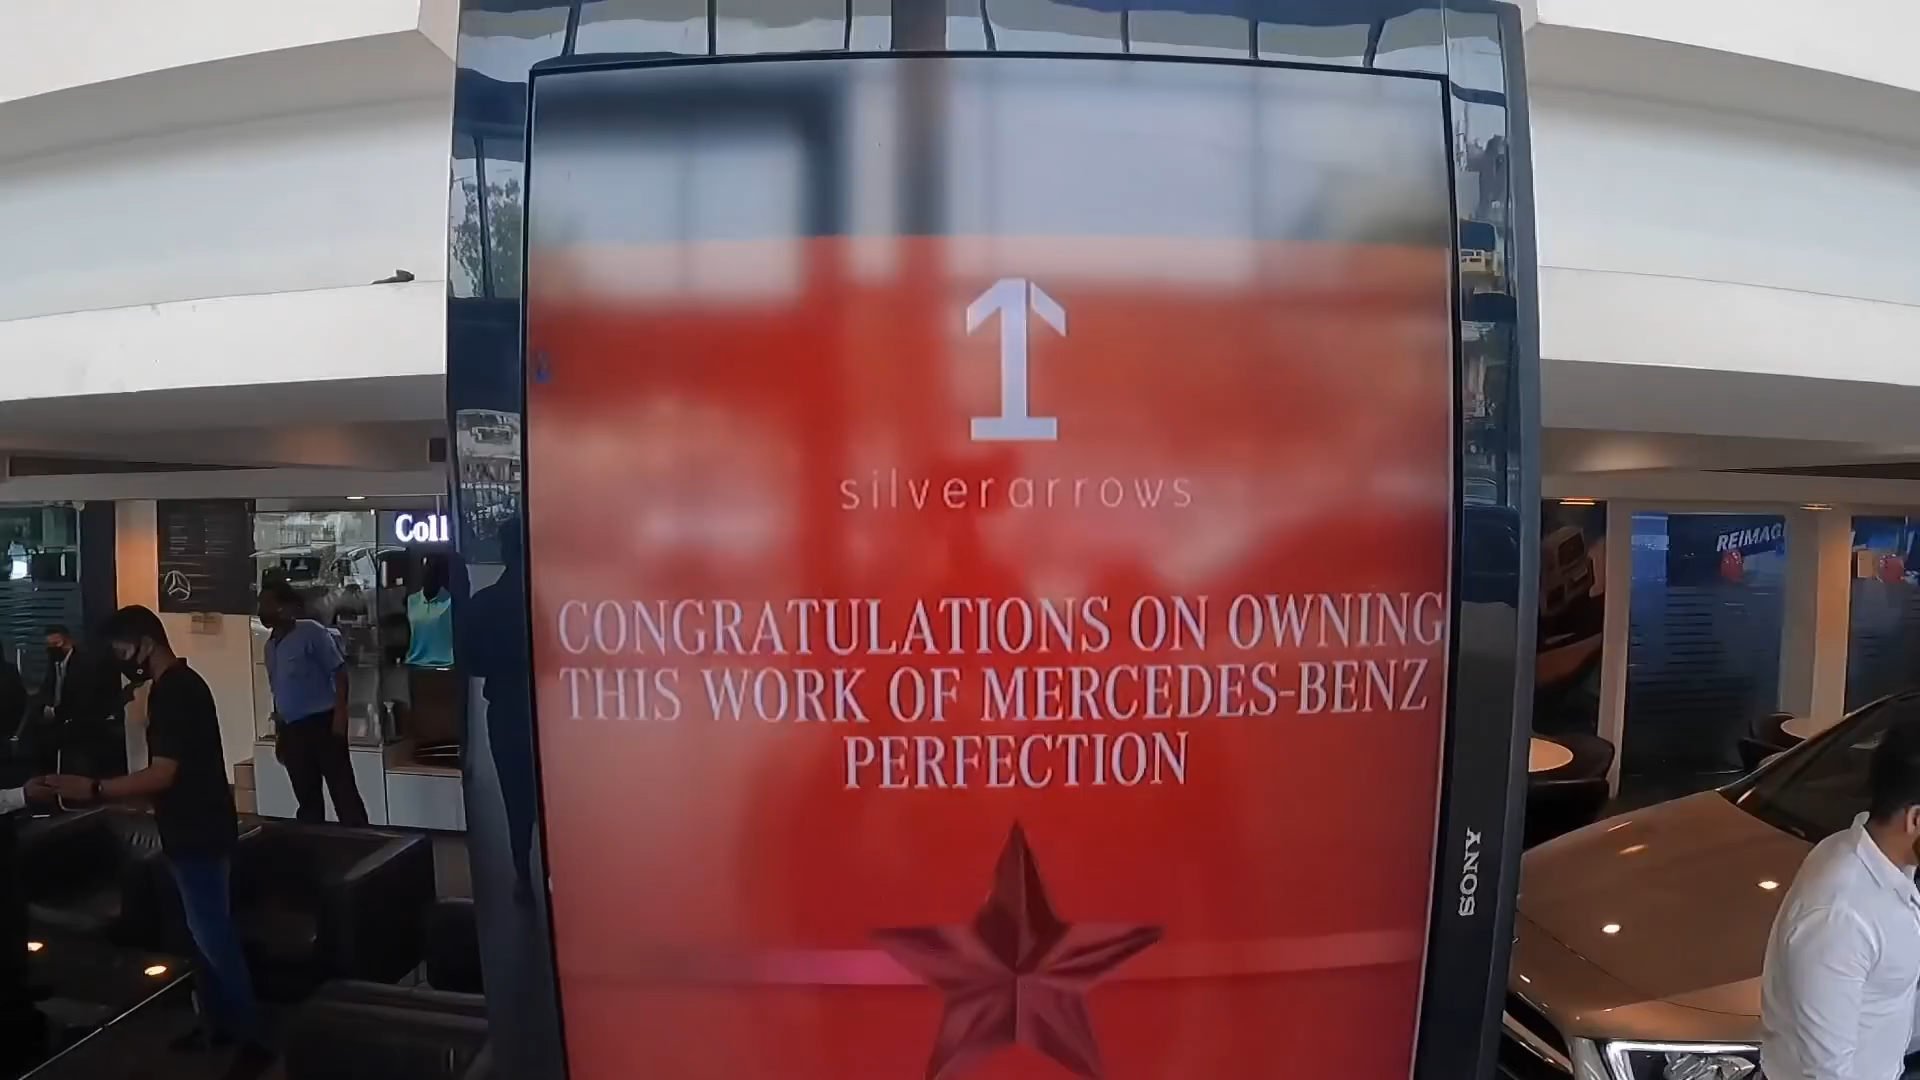 silverarrows
CONGRATULATIONS ON OWNING
THIS WORK OF MERCEDES-BENZ
PERFECTION
SONY
Coll
REIMAG